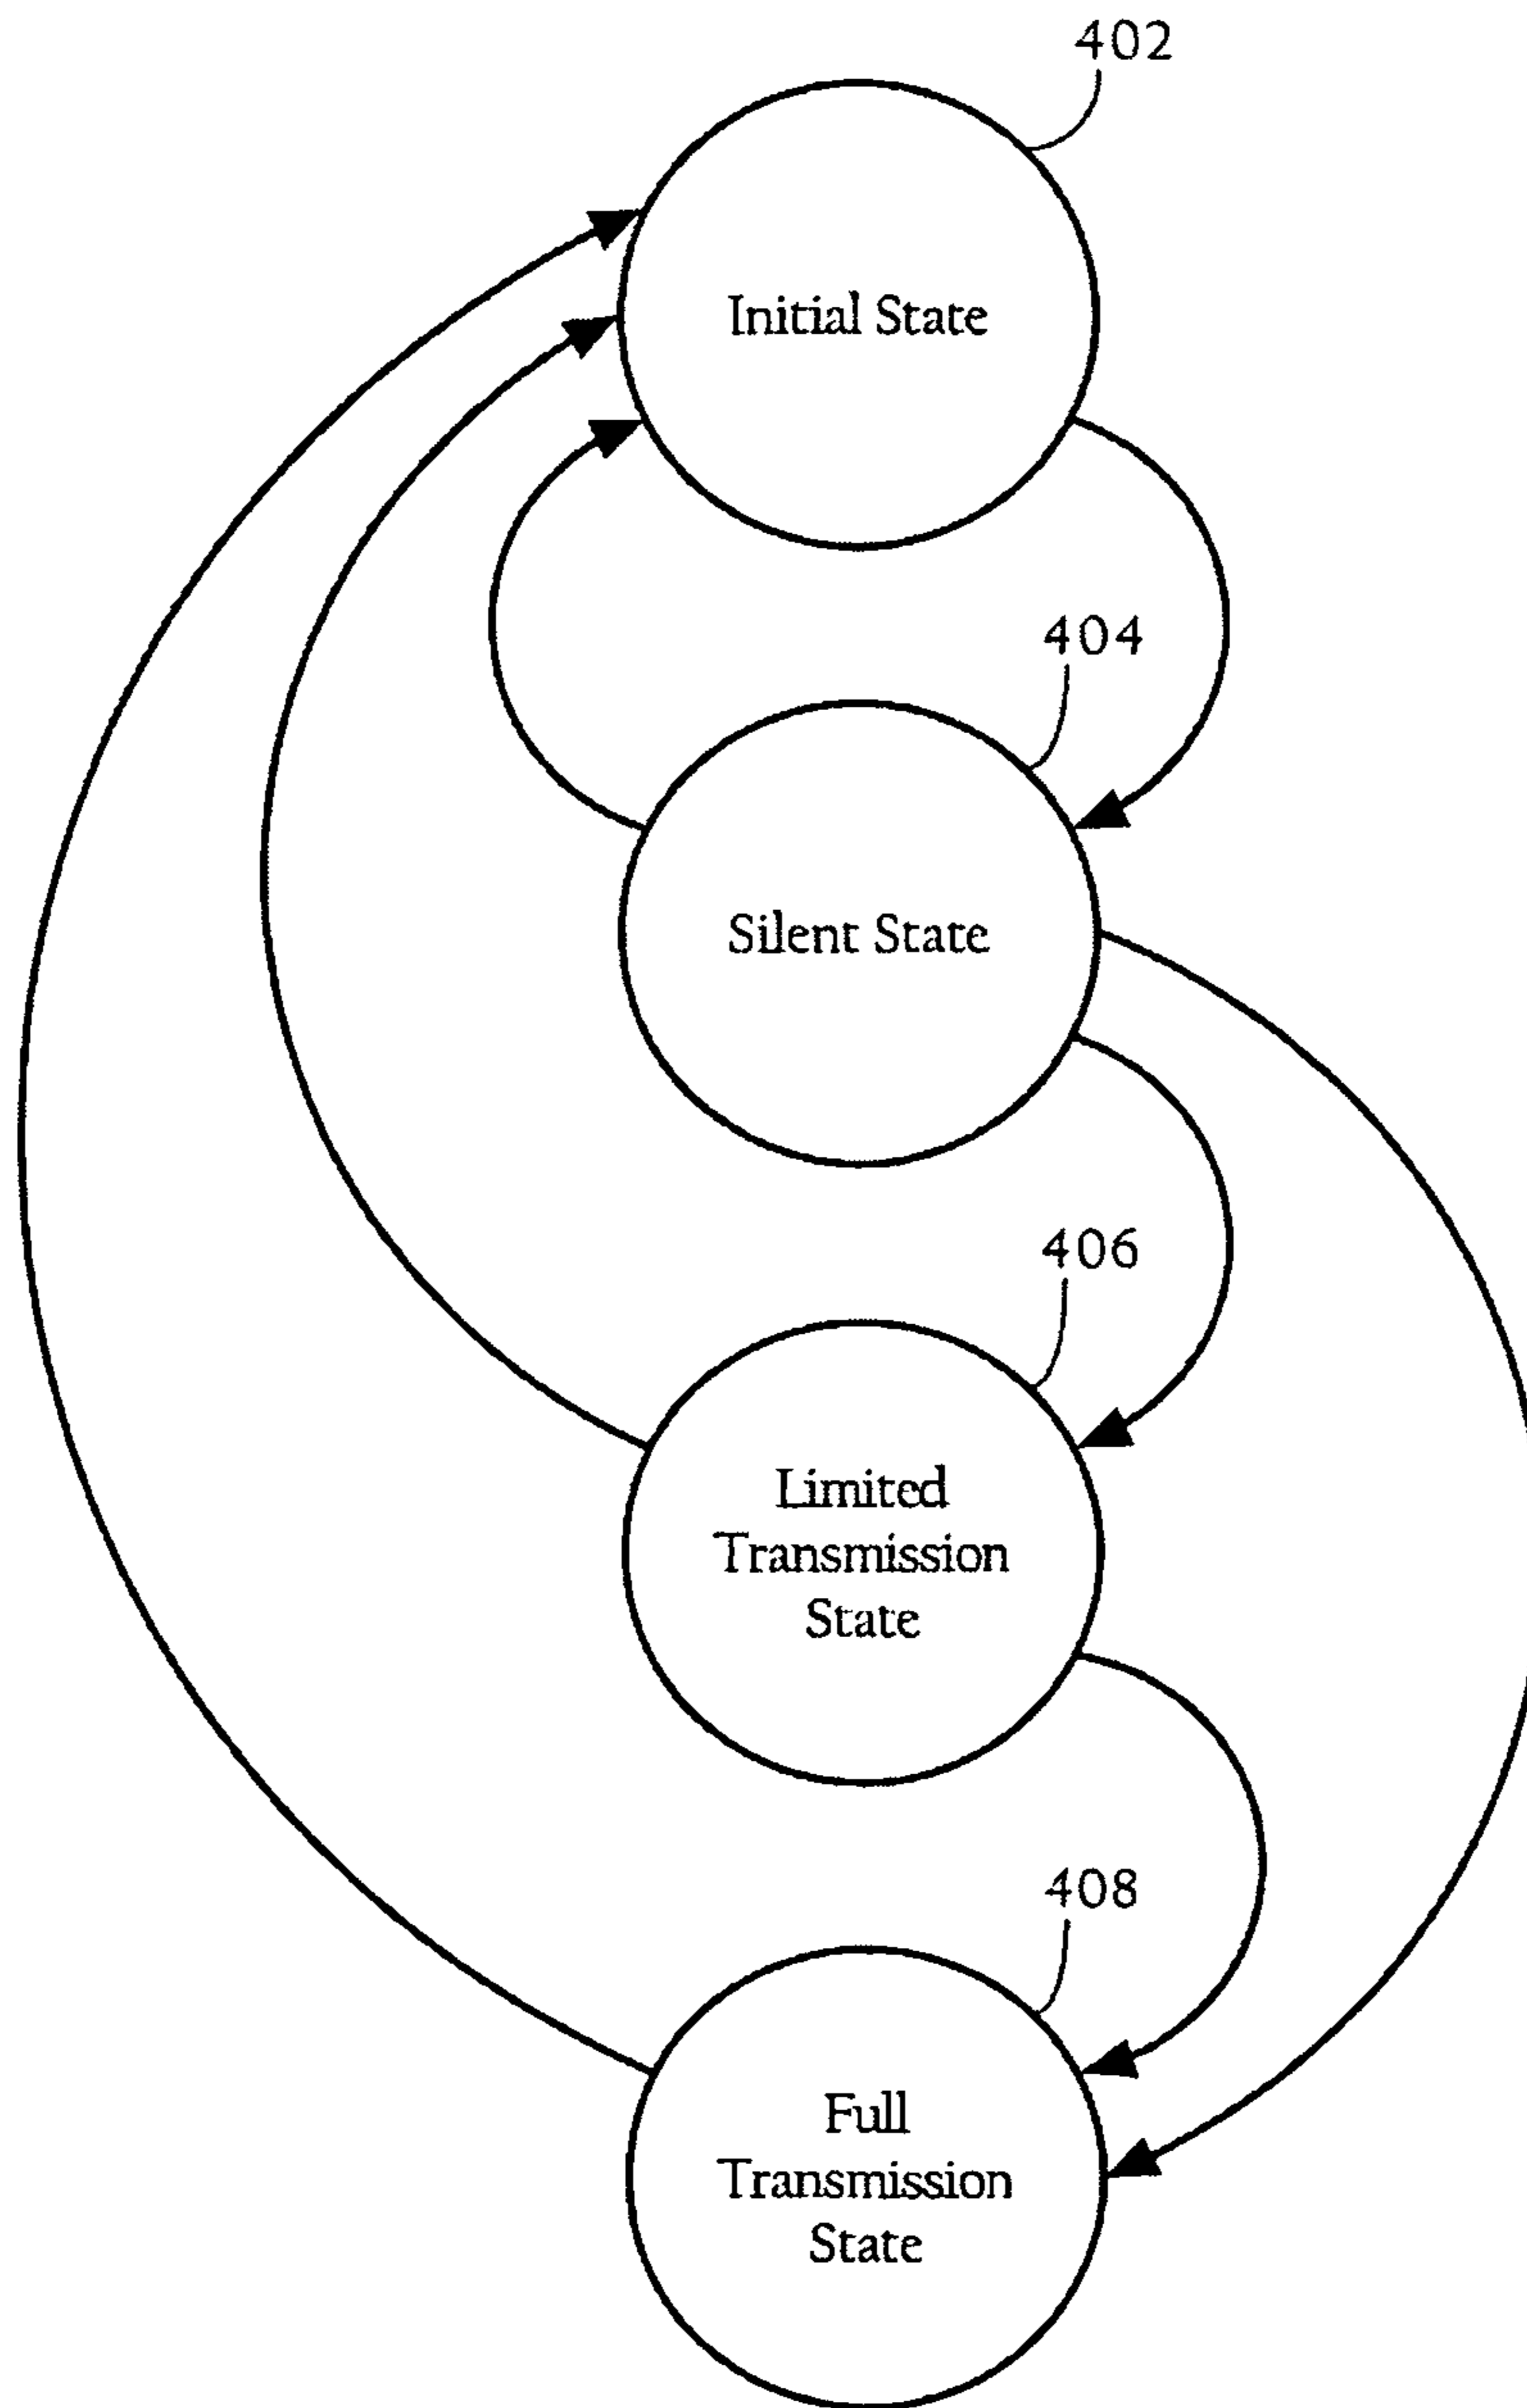 402
Initial State
404
Silent State
406
Limited
Transmission
State
408
Full
Transmission
State